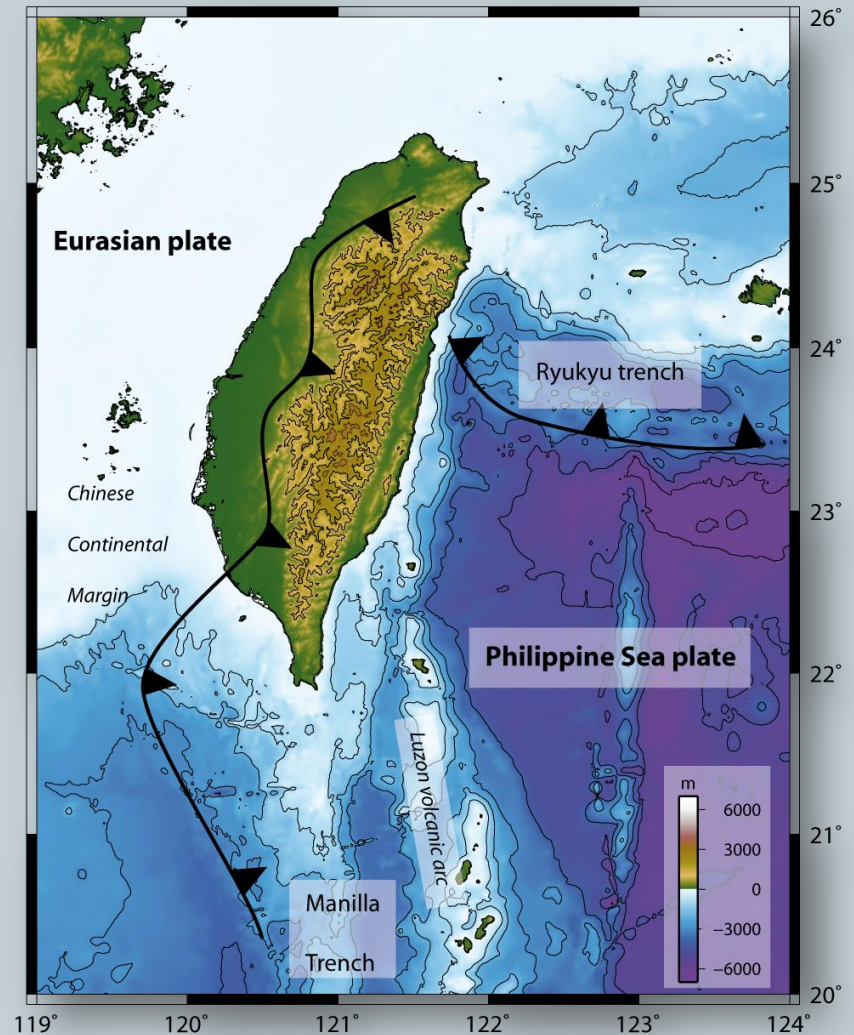 26°
25°
Eurasian plate
24°
Ryukyu trench
Chinese
23°
Continental
Margin
Philippine Sea plate
22°
Luzon volcanic arc
m
6000
3000
0
−3000
−6000
21°
Manilla
Trench
20°
119° 120° 121° 122° 123° 124°